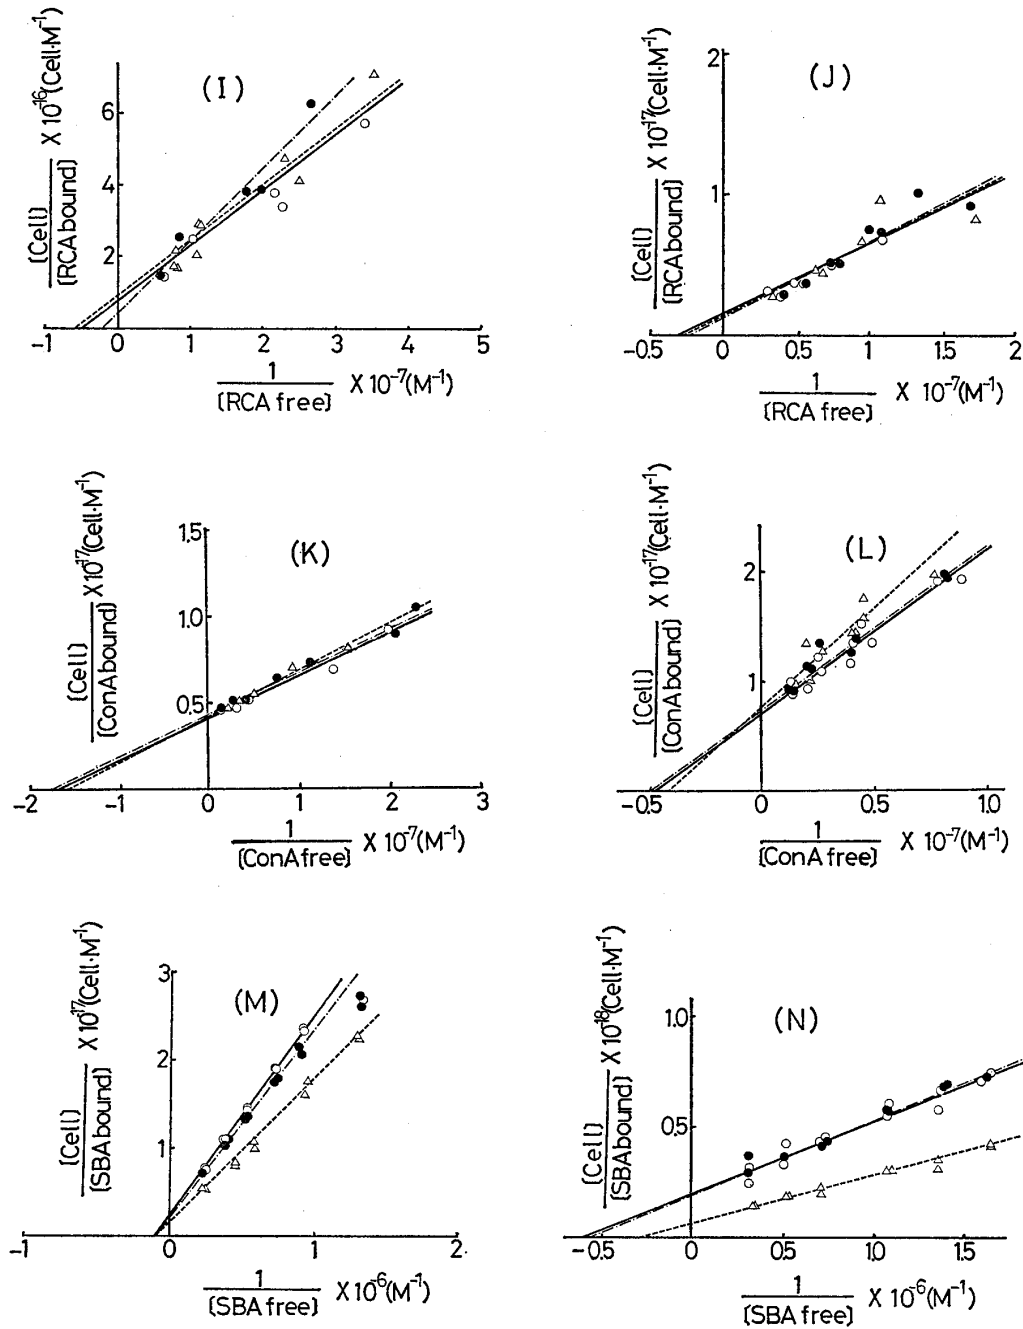 (I)
[Cell]
[RCA bound]
X 10⁻¹⁶ (Cell·M⁻¹)
6
4
2
-1 0 1 2 3 4 5
1
[RCA free]
X 10⁻⁷ (M⁻¹)
(J)
[Cell]
[RCA bound]
X 10⁻¹⁷ (Cell·M⁻¹)
2
1
-0.5 0 0.5 1 1.5 2
1
[RCA free]
X 10⁻⁷ (M⁻¹)
(K)
[Cell]
[ConA bound]
X 10⁻¹⁷ (Cell·M⁻¹)
1.5
1.0
0.5
-2 -1 0 1 2 3
1
[ConA free]
X 10⁻⁷ (M⁻¹)
(L)
[Cell]
[ConA bound]
X 10⁻¹⁷ (Cell·M⁻¹)
2
1
-0.5 0 0.5 1.0
1
[ConA free]
X 10⁻⁷ (M⁻¹)
(M)
[Cell]
[SBA bound]
X 10⁻¹⁷ (Cell·M⁻¹)
3
2
1
-1 0 1 2
1
[SBA free]
X 10⁻⁶ (M⁻¹)
(N)
[Cell]
[SBA bound]
X 10⁻¹⁸ (Cell·M⁻¹)
1.0
0.5
-0.5 0 0.5 1.0 1.5
1
[SBA free]
X 10⁻⁶ (M⁻¹)